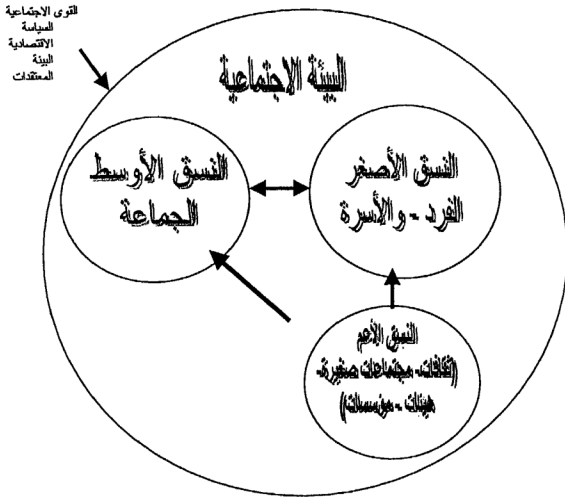 القوى الاجتماعية
السياسة
الاقتصادية
البيئة
المعتقدات
البيئة الاجتماعية
النسق الأصغر
الفرد - والأسرة
النسق الأوسط
الجماعة
النسق الأعم
(ثقافات- مجتمعات صغيرة-
هيئات - مؤسسات)